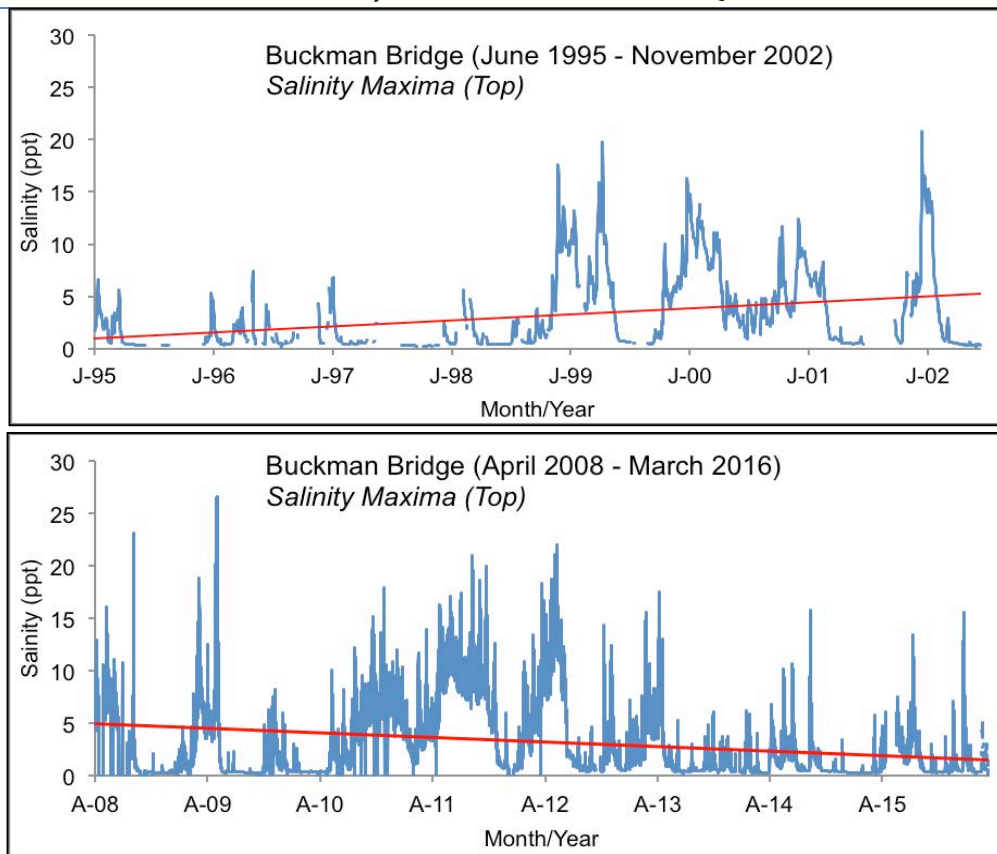 Buckman Bridge (June 1995 - November 2002)
Salinity Maxima (Top)
30
25
20
15
10
5
0
Salinity (ppt)
J-95 J-96 J-97 J-98 J-99 J-00 J-01 J-02
Month/Year
Buckman Bridge (April 2008 - March 2016)
Salinity Maxima (Top)
30
25
20
15
10
5
0
Sainity (ppt)
A-08 A-09 A-10 A-11 A-12 A-13 A-14 A-15
Month/Year